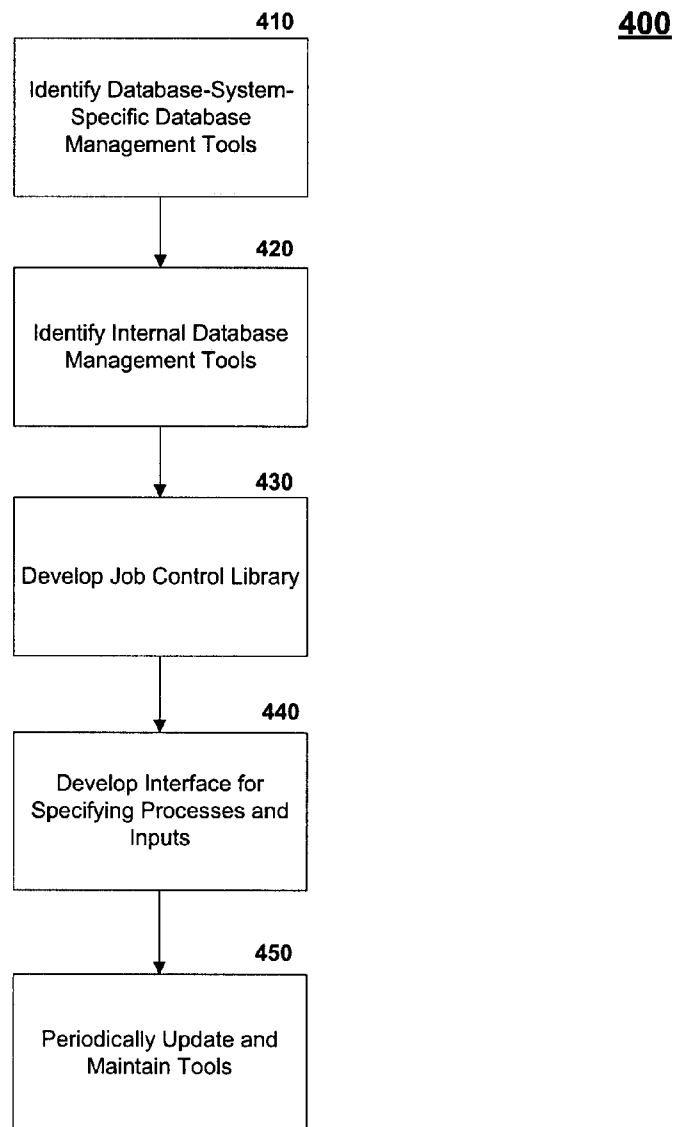 410
400
Identify Database-System-
Specific Database
Management Tools
420
Identify Internal Database
Management Tools
430
Develop Job Control Library
440
Develop Interface for
Specifying Processes and
Inputs
450
Periodically Update and
Maintain Tools